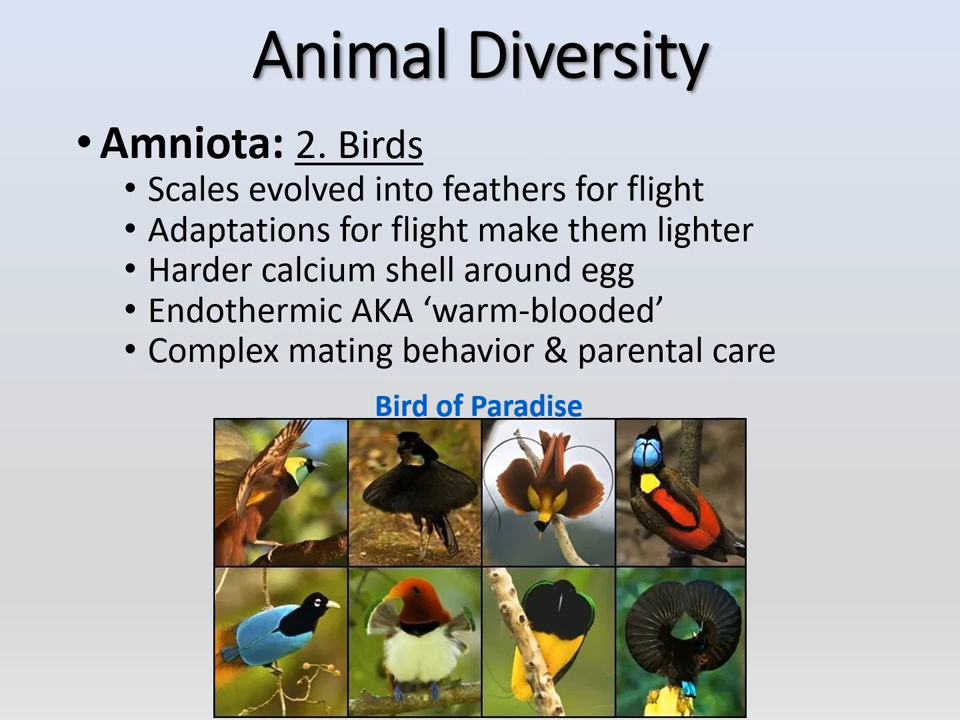 Animal Diversity
• Amniota: 2. Birds
• Scales evolved into feathers for flight
• Adaptations for flight make them lighter
• Harder calcium shell around egg
• Endothermic AKA ‘warm-blooded’
• Complex mating behavior & parental care
Bird of Paradise